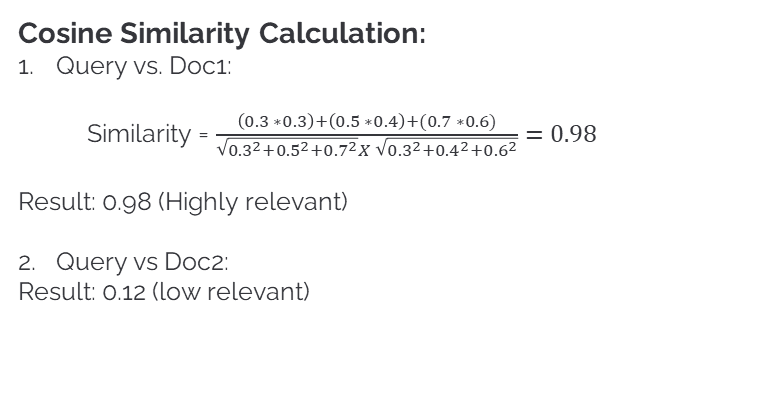 Cosine Similarity Calculation:
1. Query vs. Doc1:
Similarity = \frac{(0.3 *0.3)+(0.5 *0.4)+(0.7 *0.6)}{\sqrt{0.3^2+0.5^2+0.7^2} X \sqrt{0.3^2+0.4^2+0.6^2}} = 0.98
Result: 0.98 (Highly relevant)
2. Query vs Doc2:
Result: 0.12 (low relevant)